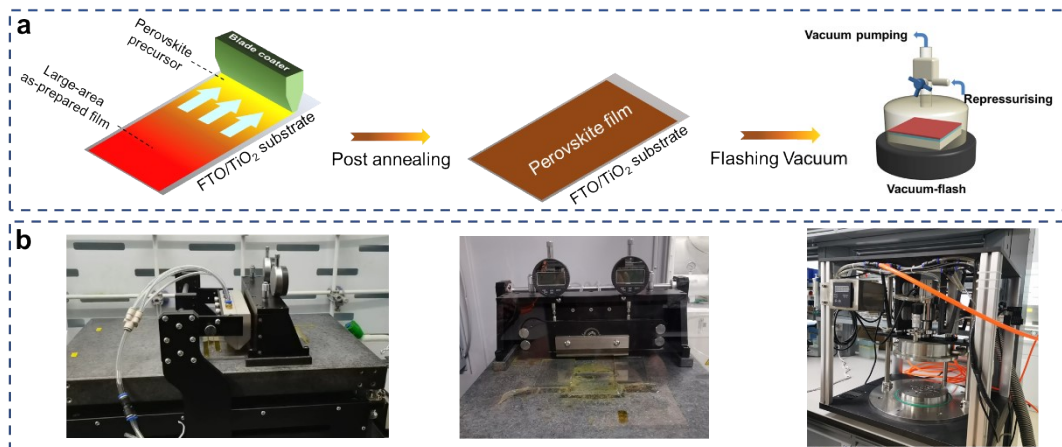 a
Blade coater
Perovskite
precursor
Large-area
as-prepared film
FTO/TiO₂ substrate
Post annealing
Perovskite film
FTO/TiO₂ substrate
Flashing Vacuum
Vacuum pumping
Repressurising
Vacuum-flash
b